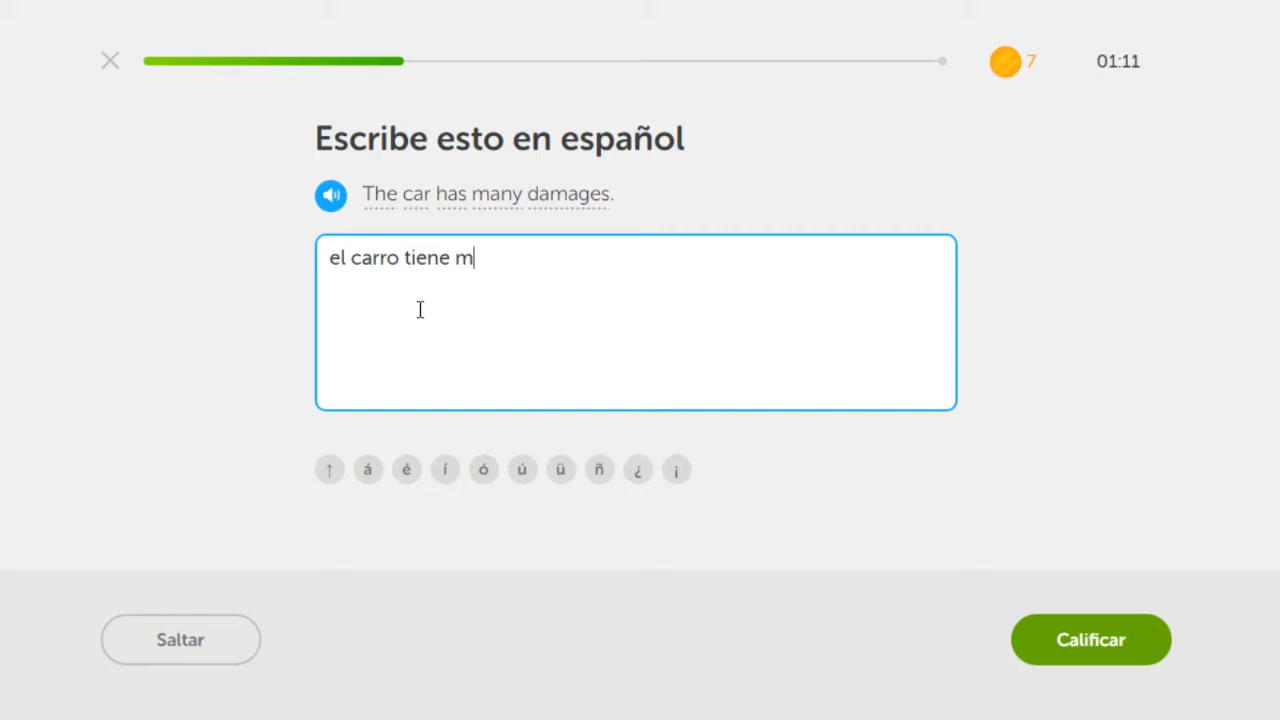 7
01:11
Escribe esto en español
The car has many damages.
el carro tiene m
↑ á é í ó ú ü ñ ¿ ¡
Saltar
Calificar